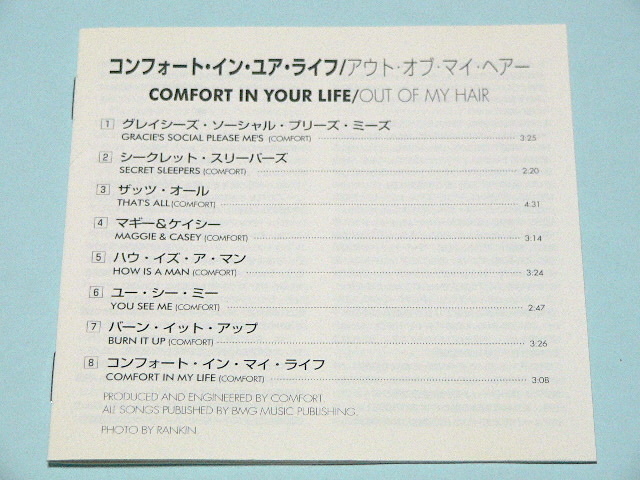 コンフォート・イン・ユア・ライフ/アウト・オブ・マイ・ヘアー
COMFORT IN YOUR LIFE/OUT OF MY HAIR
1 グレイシーズ・ソーシャル・プリーズ・ミーズ
GRACIE'S SOCIAL PLEASE ME'S (COMFORT) 3:25
2 シークレット・スリーパーズ
SECRET SLEEPERS (COMFORT) 2:20
3 ザッツ・オール
THAT'S ALL (COMFORT) 4:31
4 マギー&ケイシー
MAGGIE & CASEY (COMFORT) 3:14
5 ハウ・イズ・ア・マン
HOW IS A MAN (COMFORT) 3:24
6 ユー・シー・ミー
YOU SEE ME (COMFORT) 2:47
7 バーン・イット・アップ
BURN IT UP (COMFORT) 3:26
8 コンフォート・イン・マイ・ライフ
COMFORT IN MY LIFE (COMFORT) 3:08
PRODUCED AND ENGINEERED BY COMFORT
ALL SONGS PUBLISHED BY BMG MUSIC PUBLISHING.
PHOTO BY RANKIN